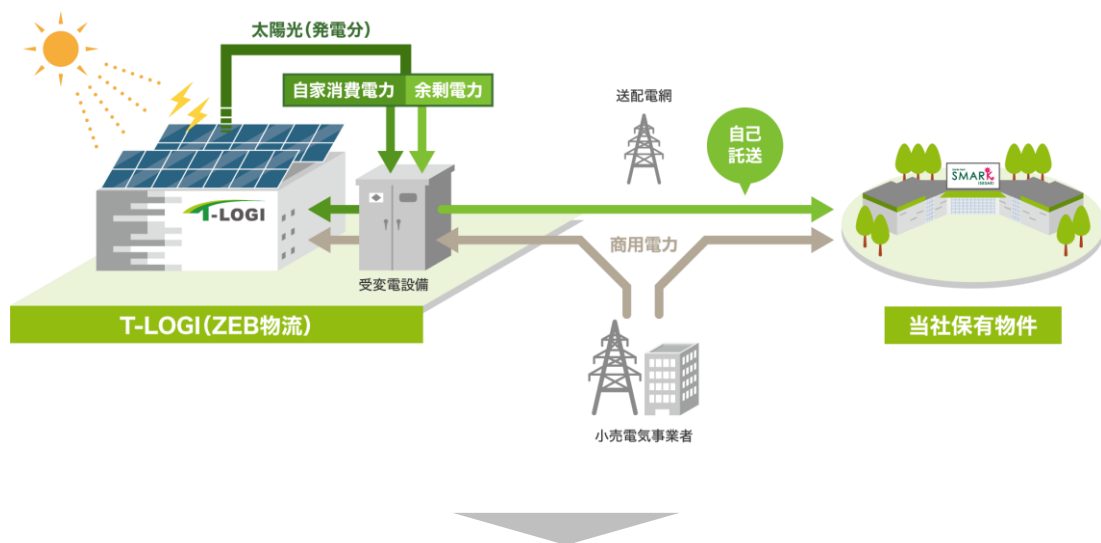 太陽光(発電分)
自家消費電力 余剰電力
送配電網
自己
託送
SMARK
ISESAKI
T-LOGI
商用電力
受変電設備
T-LOGI(ZEB物流)
当社保有物件
小売電気事業者